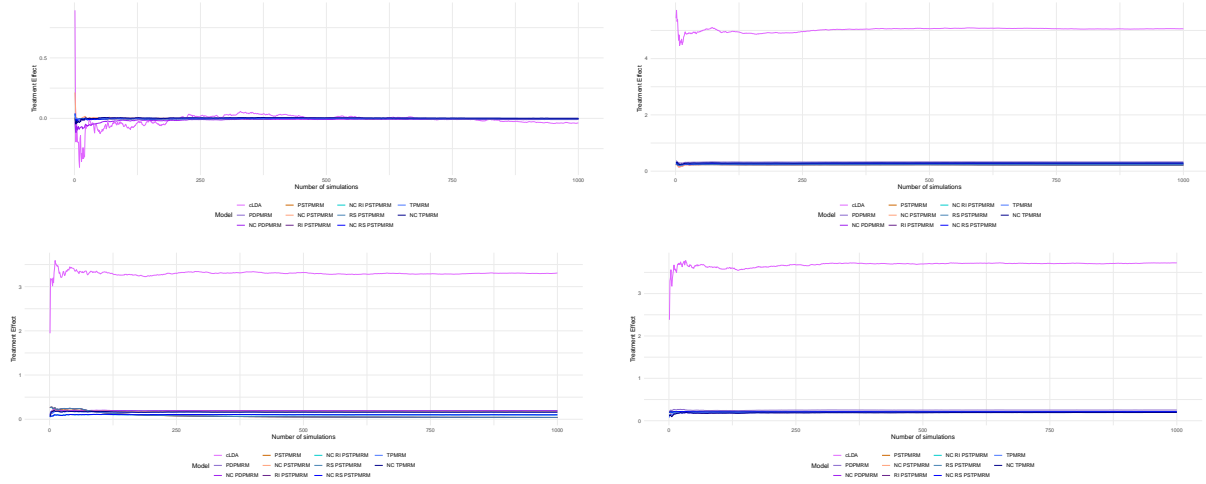 Treatment Effect
0.5
0.0
0
250
500
750
1000
Number of simulations
Model
cLDA
PSTPMRM
NC RI PSTPMRM
TPMRM
PDPMRM
NC PSTPMRM
RS PSTPMRM
NC TPMRM
NC PDPMRM
RI PSTPMRM
NC RS PSTPMRM
Treatment Effect
4
2
0
0
250
500
750
1000
Number of simulations
Model
cLDA
PSTPMRM
NC RI PSTPMRM
TPMRM
PDPMRM
NC PSTPMRM
RS PSTPMRM
NC TPMRM
NC PDPMRM
RI PSTPMRM
NC RS PSTPMRM
Treatment Effect
3
2
1
0
0
250
500
750
1000
Number of simulations
Model
cLDA
PSTPMRM
NC RI PSTPMRM
TPMRM
PDPMRM
NC PSTPMRM
RS PSTPMRM
NC TPMRM
NC PDPMRM
RI PSTPMRM
NC RS PSTPMRM
Treatment Effect
3
2
1
0
0
250
500
750
1000
Number of simulations
Model
cLDA
PSTPMRM
NC RI PSTPMRM
TPMRM
PDPMRM
NC PSTPMRM
RS PSTPMRM
NC TPMRM
NC PDPMRM
RI PSTPMRM
NC RS PSTPMRM